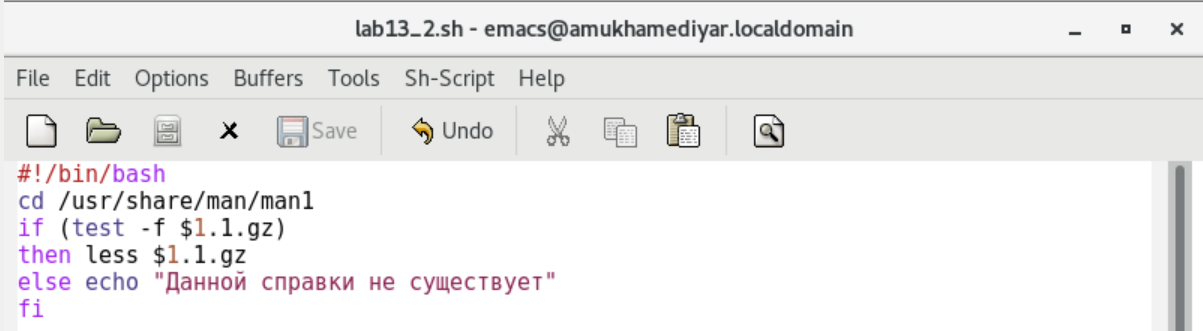 lab13_2.sh - emacs@amukhamediyar.localdomain
File Edit Options Buffers Tools Sh-Script Help
Save Undo
#!/bin/bash
cd /usr/share/man/man1
if (test -f $1.1.gz)
then less $1.1.gz
else echo "Данной справки не существует"
fi